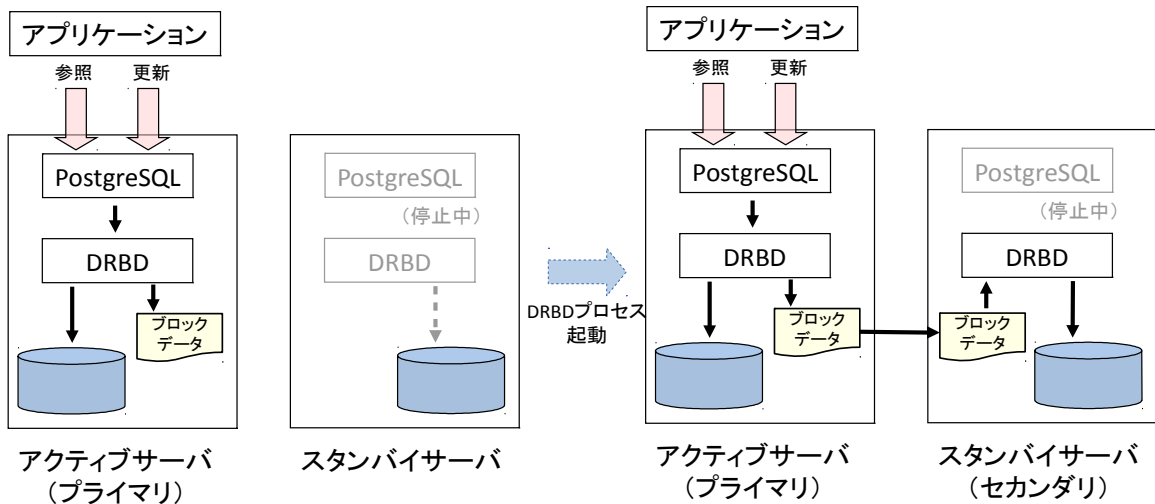 アプリケーション
参照
更新
PostgreSQL
DRBD
ブロック
データ
アクティブサーバ
（プライマリ）
PostgreSQL
（停止中）
DRBD
スタンバイサーバ
DRBDプロセス
起動
アプリケーション
参照
更新
PostgreSQL
DRBD
ブロック
データ
アクティブサーバ
（プライマリ）
PostgreSQL
（停止中）
DRBD
ブロック
データ
スタンバイサーバ
（セカンダリ）